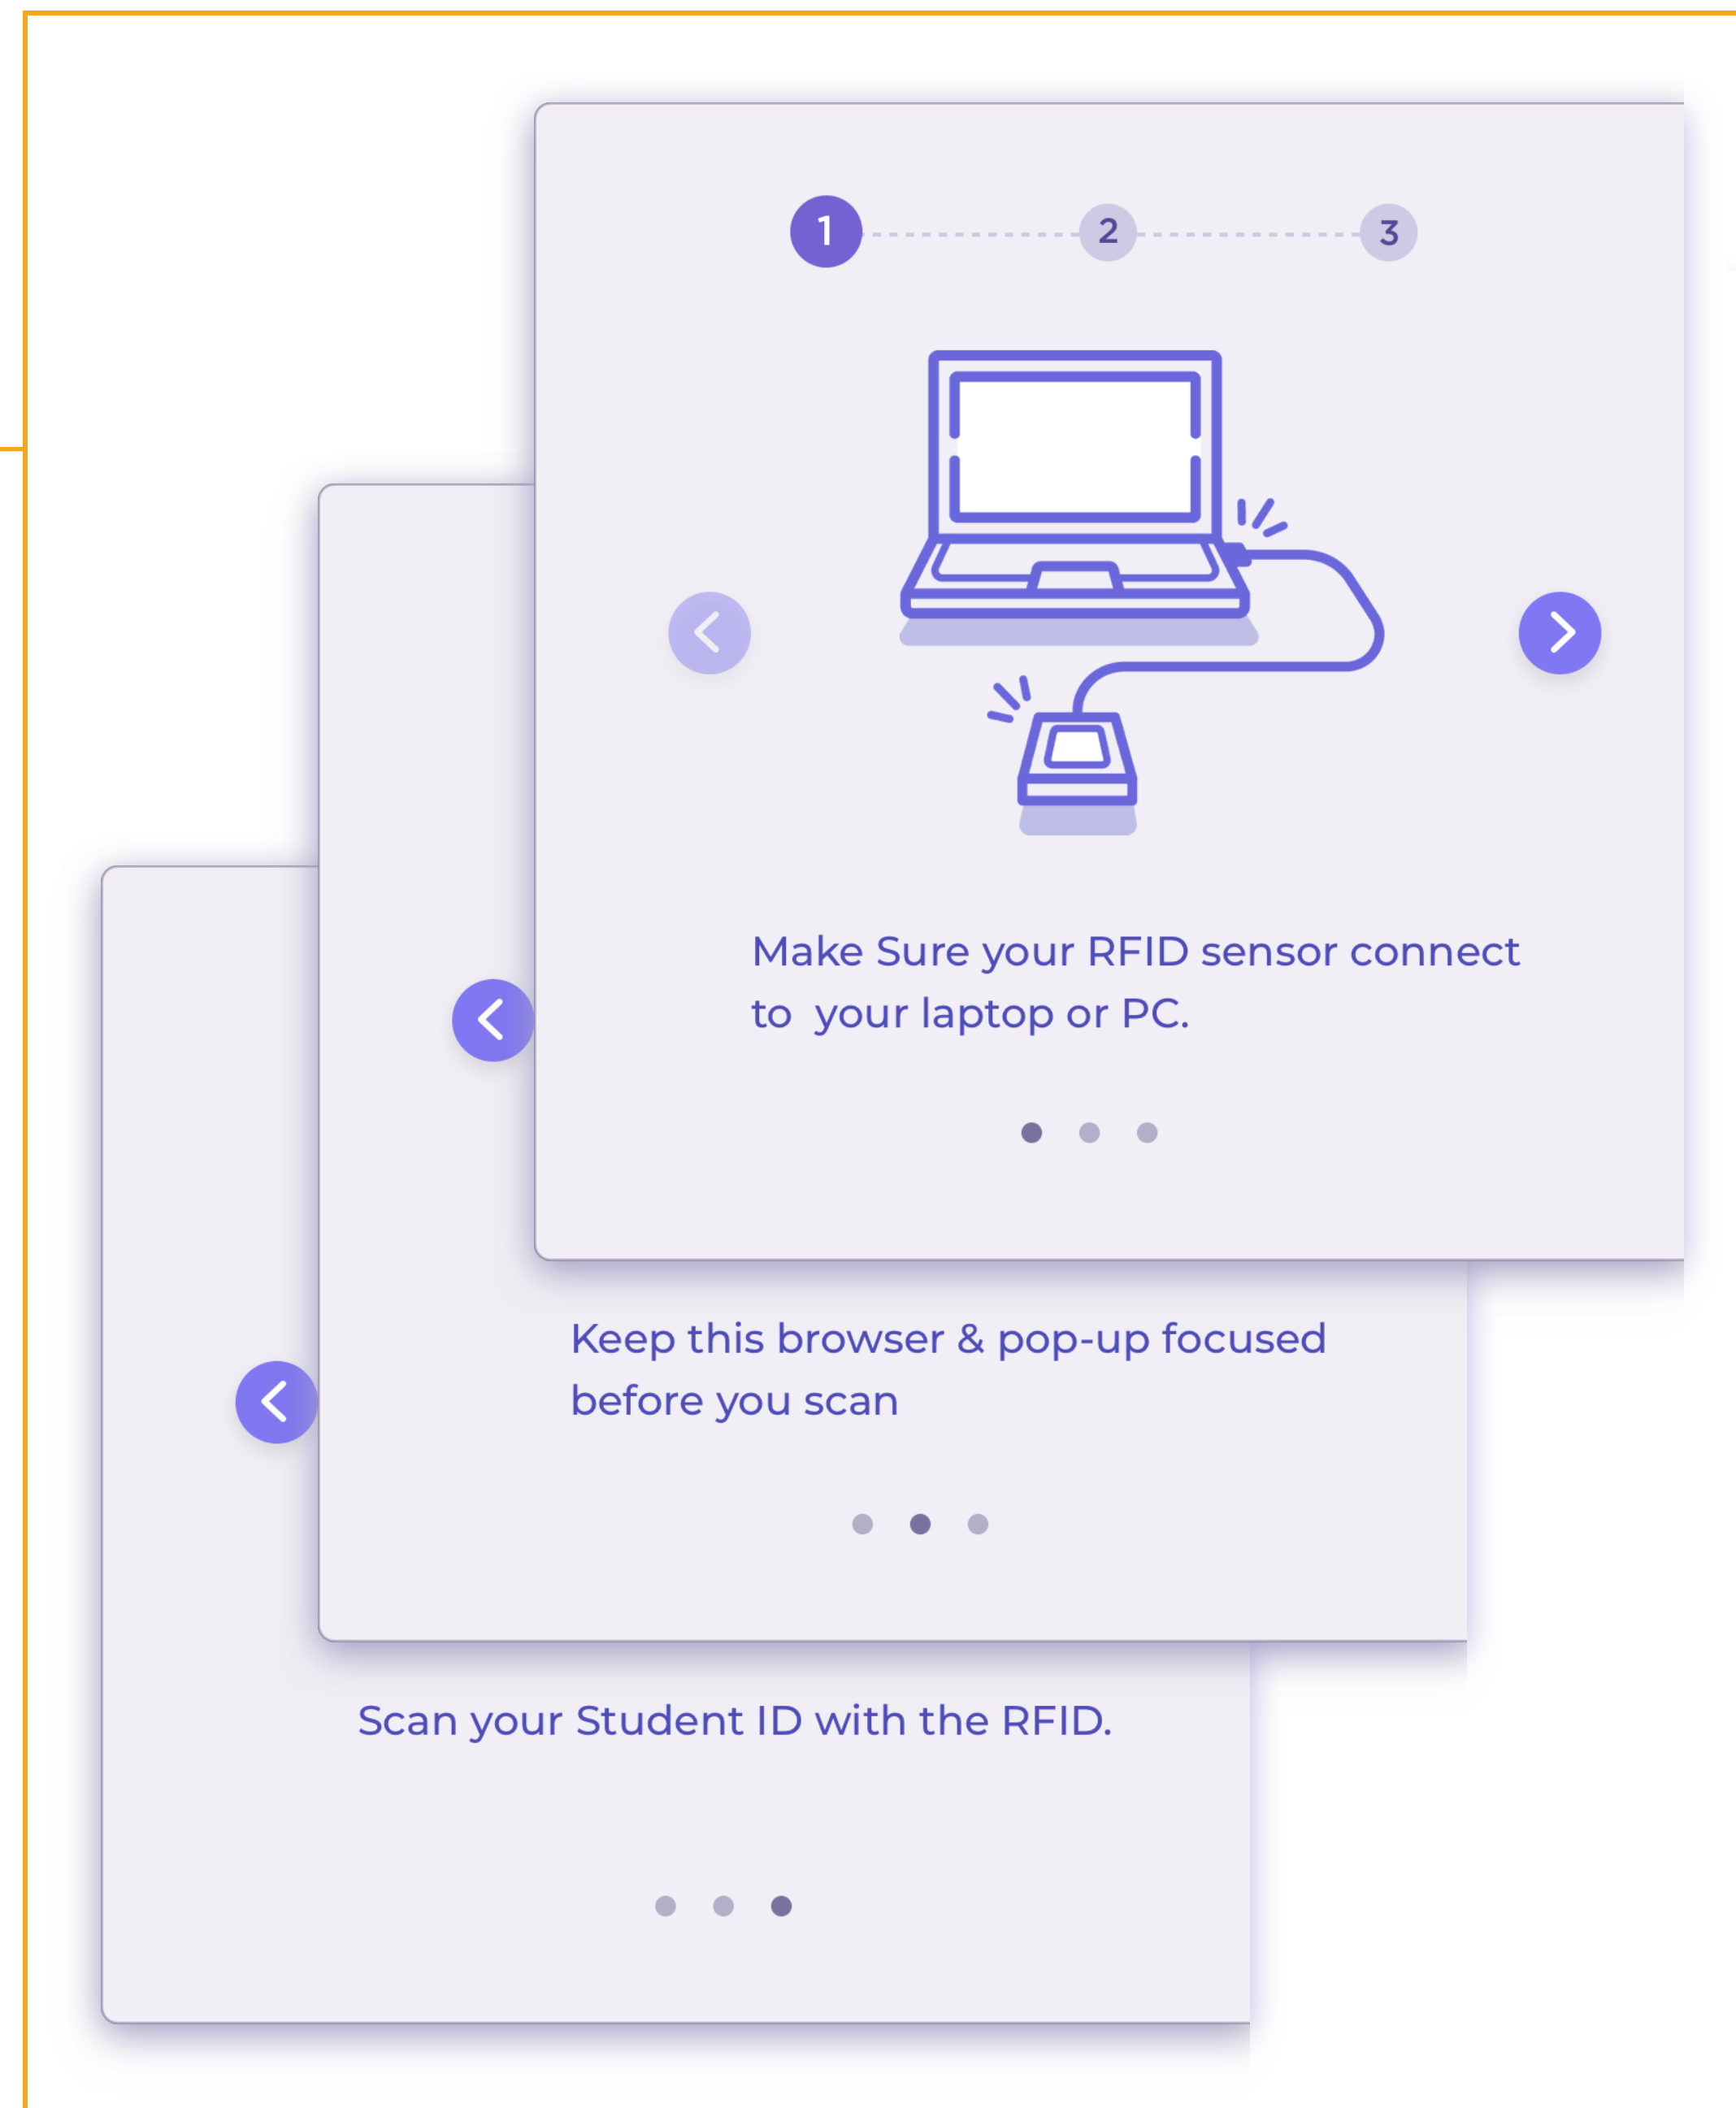 1 2 3
Make Sure your RFID sensor connect
to  your laptop or PC.
Keep this browser & pop-up focused
before you scan
Scan your Student ID with the RFID.